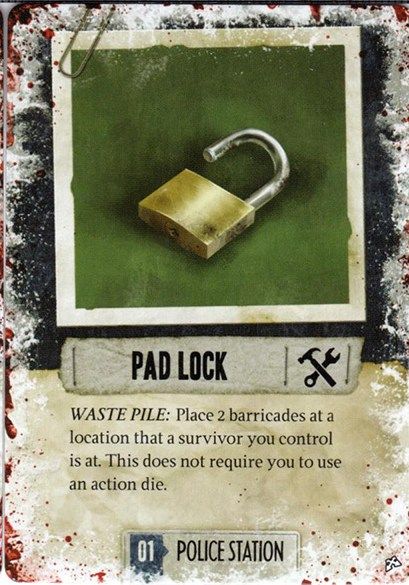 PAD LOCK
WASTE PILE: Place 2 barricades at a
location that a survivor you control
is at. This does not require you to use
an action die.
01 POLICE STATION